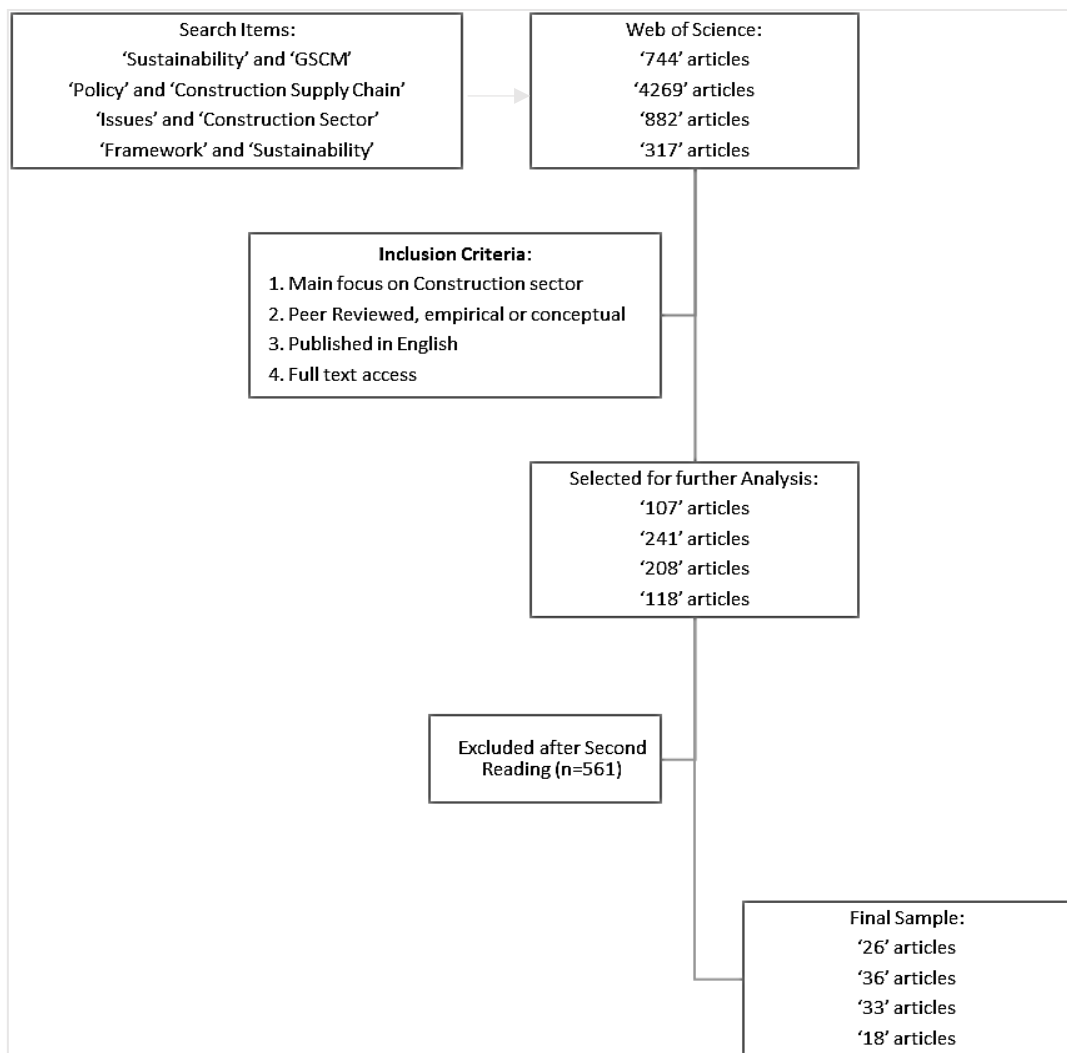 Search Items:
‘Sustainability’ and ‘GSCM’
‘Policy’ and ‘Construction Supply Chain’
‘Issues’ and ‘Construction Sector’
‘Framework’ and ‘Sustainability’
Web of Science:
‘744’ articles
‘4269’ articles
‘882’ articles
‘317’ articles
Inclusion Criteria:
1. Main focus on Construction sector
2. Peer Reviewed, empirical or conceptual
3. Published in English
4. Full text access
Selected for further Analysis:
‘107’ articles
‘241’ articles
‘208’ articles
‘118’ articles
Excluded after Second
Reading (n=561)
Final Sample:
‘26’ articles
‘36’ articles
‘33’ articles
‘18’ articles